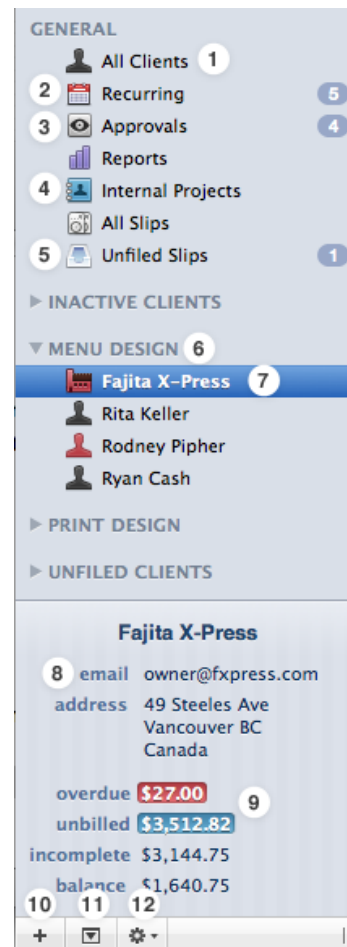 GENERAL
All Clients 1
2 Recurring 5
3 Approvals 4
Reports
4 Internal Projects
All Slips
5 Unfiled Slips 1
INACTIVE CLIENTS
MENU DESIGN 6
Fajita X-Press 7
Rita Keller
Rodney Pipher
Ryan Cash
PRINT DESIGN
UNFILED CLIENTS
Fajita X-Press
8 email owner@fxpress.com
address 49 Steeles Ave
Vancouver BC
Canada
overdue $27.00 9
unbilled $3,512.82
incomplete $3,144.75
balance $1,640.75
10 11 12